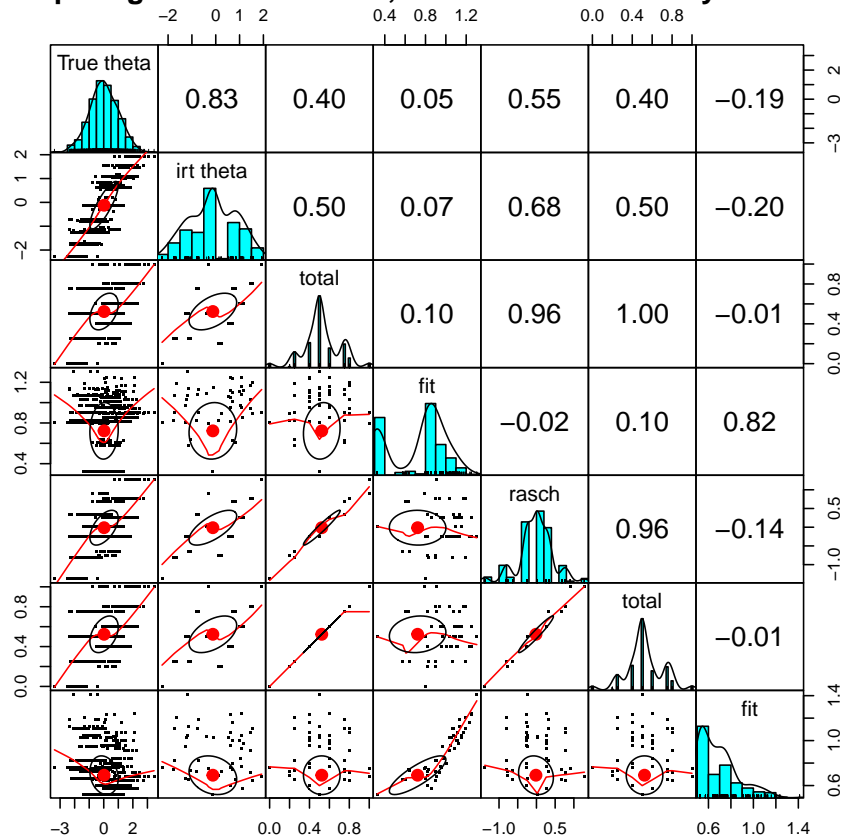 −2 0 1 2 0.4 0.8 1.2 0.0 0.4 0.8
True theta 0.83 0.40 0.05 0.55 0.40 −0.19
−3 0 2
irt theta 0.50 0.07 0.68 0.50 −0.20
−2 0 1 2
total 0.10 0.96 1.00 −0.01
0.0 0.4 0.8
fit −0.02 0.10 0.82
0.4 0.8 1.2
rasch 0.96 −0.14
−1.0 0.5
total −0.01
0.0 0.4 0.8
fit
0.6 1.0 1.4
−3 0 2 0.0 0.4 0.8 −1.0 0.5 0.6 1.0 1.4